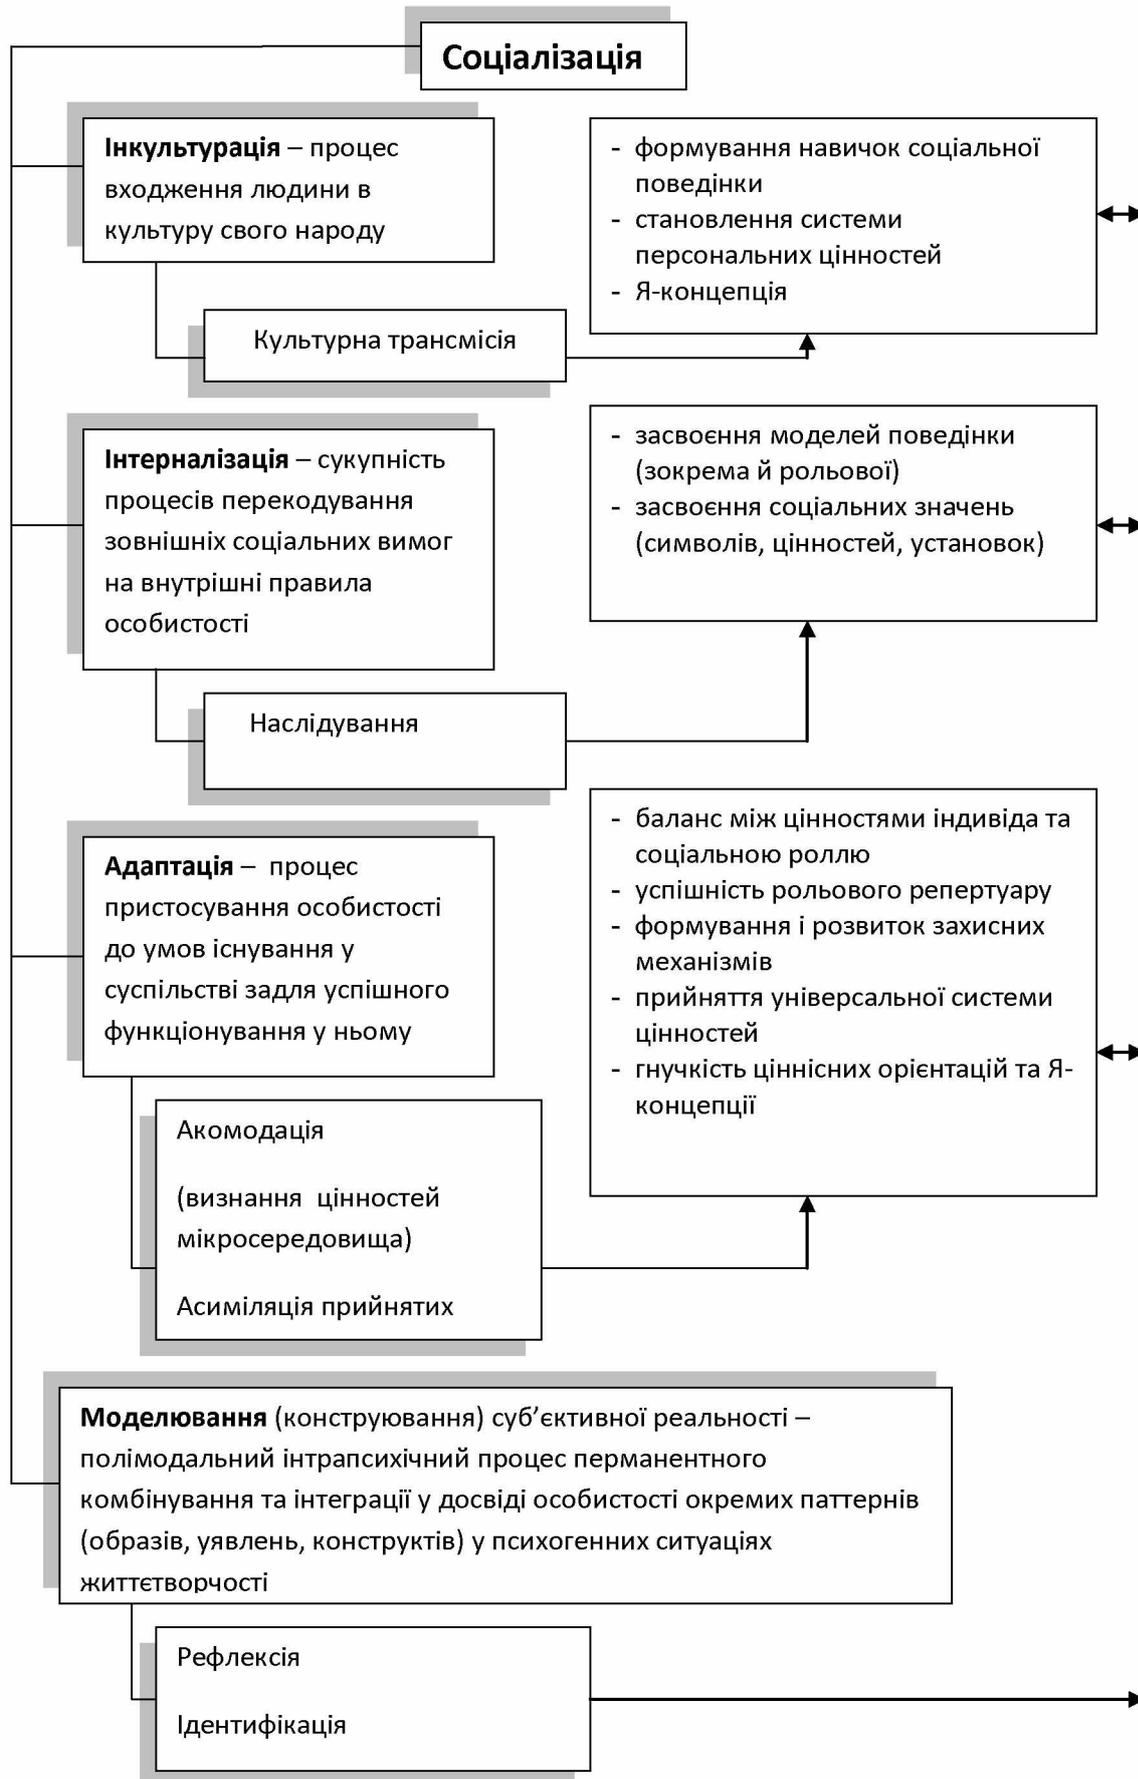 Соціалізація
Інкультурація – процес
входження людини в
культуру свого народу
- формування навичок соціальної
поведінки
- становлення системи
персональних цінностей
- Я-концепція
Культурна трансмісія
Інтерналізація – сукупність
процесів перекодування
зовнішніх соціальних вимог
на внутрішні правила
особистості
- засвоєння моделей поведінки
(зокрема й рольової)
- засвоєння соціальних значень
(символів, цінностей, установок)
Наслідування
Адаптація – процес
пристосування особистості
до умов існування у
суспільстві задля успішного
функціонування у ньому
- баланс між цінностями індивіда та
соціальною роллю
- успішність рольового репертуару
- формування і розвиток захисних
механізмів
- прийняття універсальної системи
цінностей
- гнучкість ціннісних орієнтацій та Я-
концепції
Акомодація
(визнання цінностей
мікросередовища)
Асиміляція прийнятих
Моделювання (конструювання) суб’єктивної реальності –
полімодальний інтрапсихічний процес перманентного
комбінування та інтеграції у досвіді особистості окремих паттернів
(образів, уявлень, конструктів) у психогенних ситуаціях
життєтворчості
Рефлексія
Ідентифікація